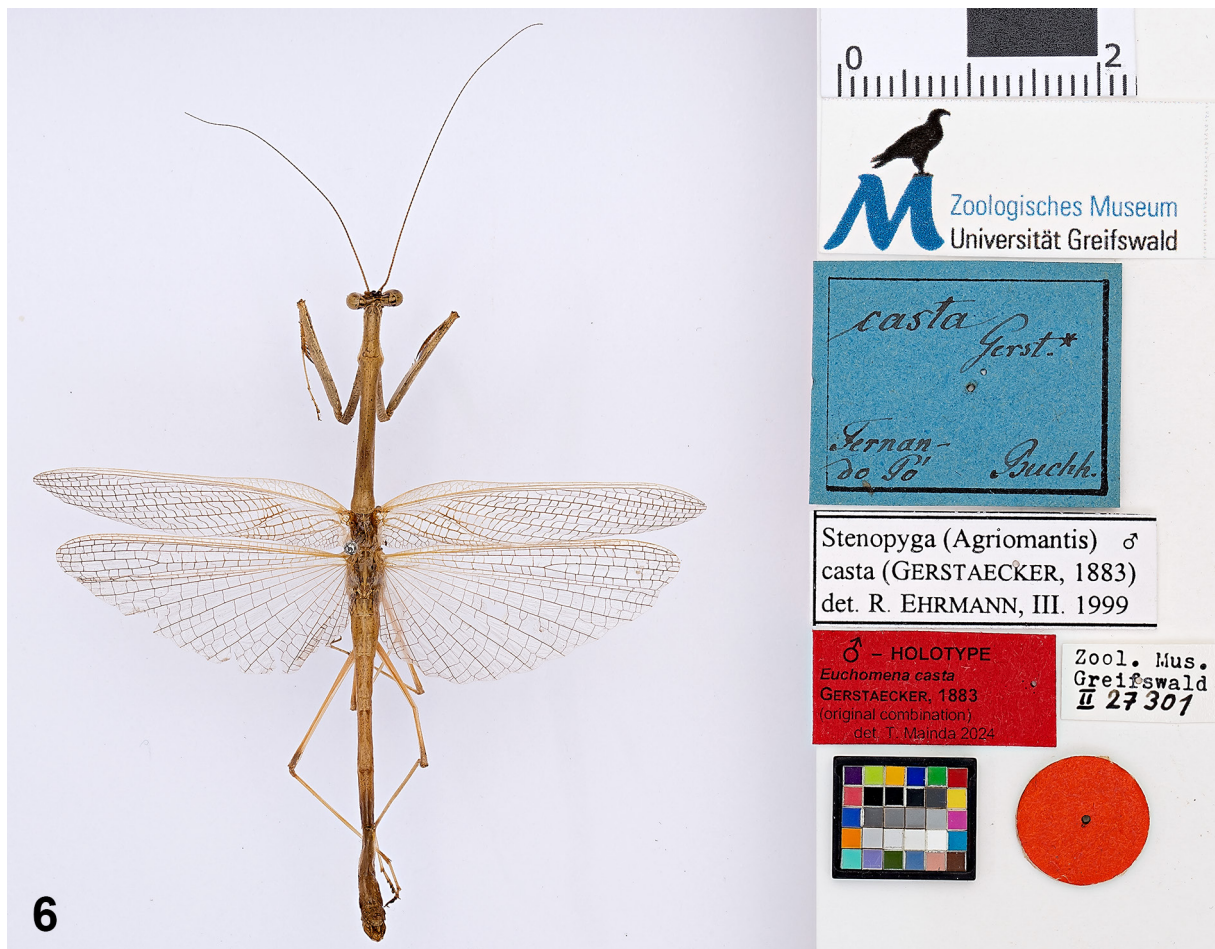 0 2
Zoologisches Museum
Universität Greifswald
casta
Gerst.*
Fernan-
do Pó Buchh.
Stenopyga (Agriomantis) ♂
casta (GERSTAECKER, 1883)
det. R. EHRMANN, III. 1999
♂ – HOLOTYPE
Euchomena casta
GERSTAECKER, 1883
(original combination)
det. T. Mainda 2024
Zool. Mus.
Greifswald
II 27301
6